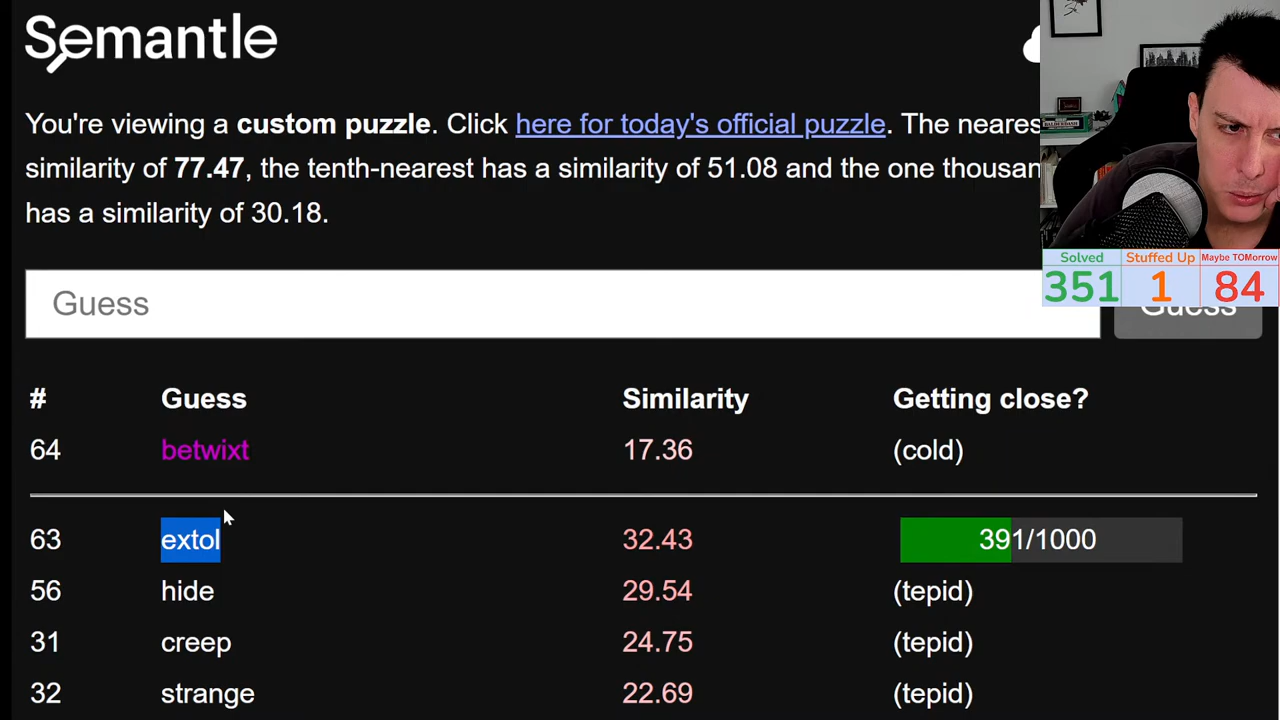 Semantle
You're viewing a custom puzzle. Click here for today's official puzzle. The neares
similarity of 77.47, the tenth-nearest has a similarity of 51.08 and the one thousan
has a similarity of 30.18.
Solved
Stuffed Up
Maybe TOMorrow
351
1
84
Guess
Guess
# Guess Similarity Getting close?
64 betwixt 17.36 (cold)
63 extol 32.43 391/1000
56 hide 29.54 (tepid)
31 creep 24.75 (tepid)
32 strange 22.69 (tepid)